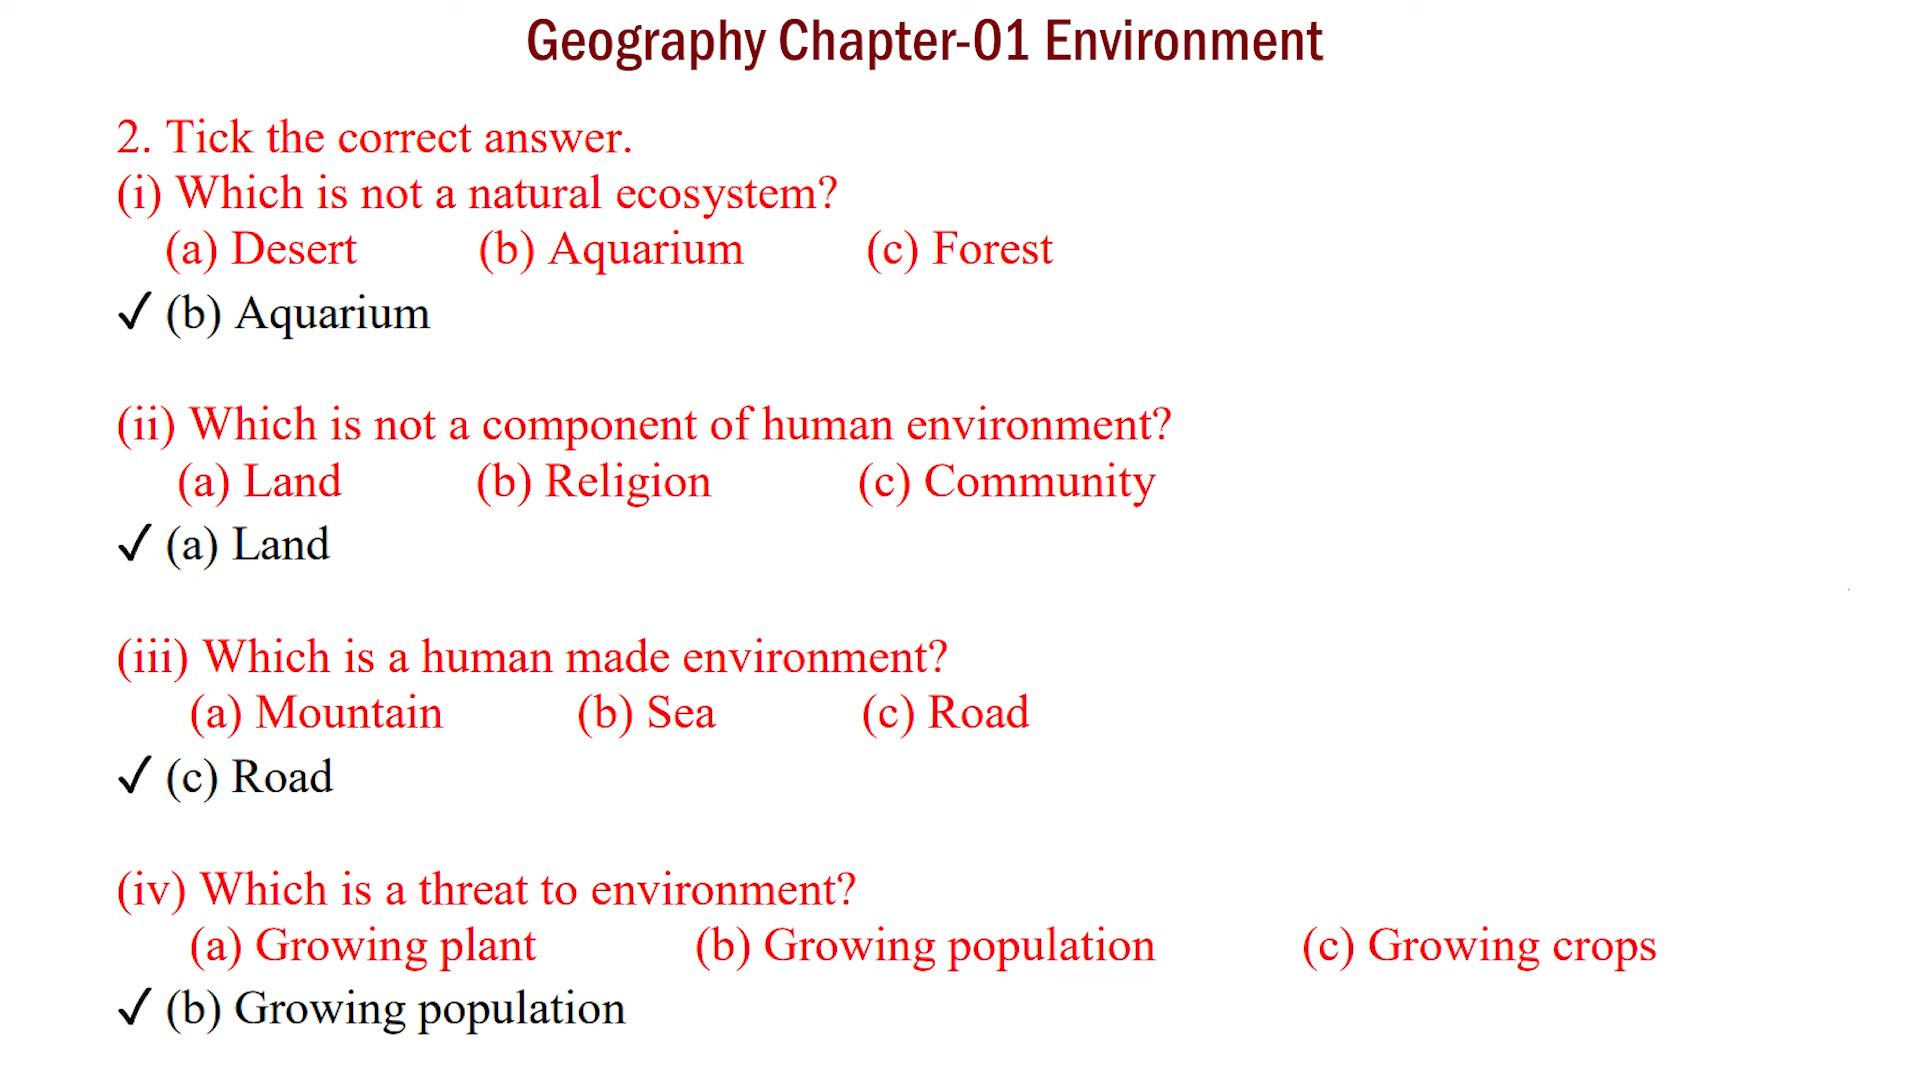 Geography Chapter-01 Environment
2. Tick the correct answer.
(i) Which is not a natural ecosystem?
(a) Desert (b) Aquarium (c) Forest
✓ (b) Aquarium
(ii) Which is not a component of human environment?
(a) Land (b) Religion (c) Community
✓ (a) Land
(iii) Which is a human made environment?
(a) Mountain (b) Sea (c) Road
✓ (c) Road
(iv) Which is a threat to environment?
(a) Growing plant (b) Growing population (c) Growing crops
✓ (b) Growing population